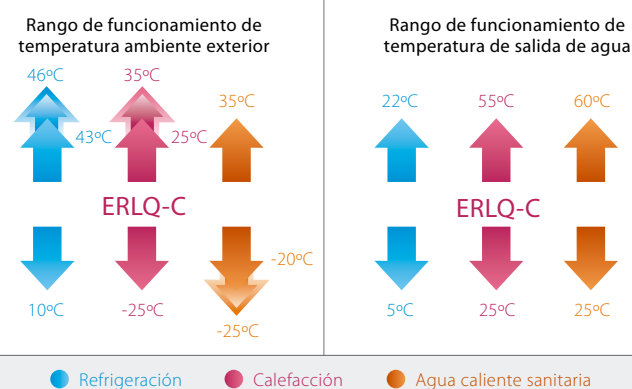 Rango de funcionamiento de
temperatura ambiente exterior
46ºC
35ºC
35ºC
43ºC
25ºC
ERLQ-C
-20ºC
10ºC
-25ºC
-25ºC
Rango de funcionamiento de
temperatura de salida de agua
22ºC
55ºC
60ºC
ERLQ-C
5ºC
25ºC
25ºC
Refrigeración
Calefacción
Agua caliente sanitaria